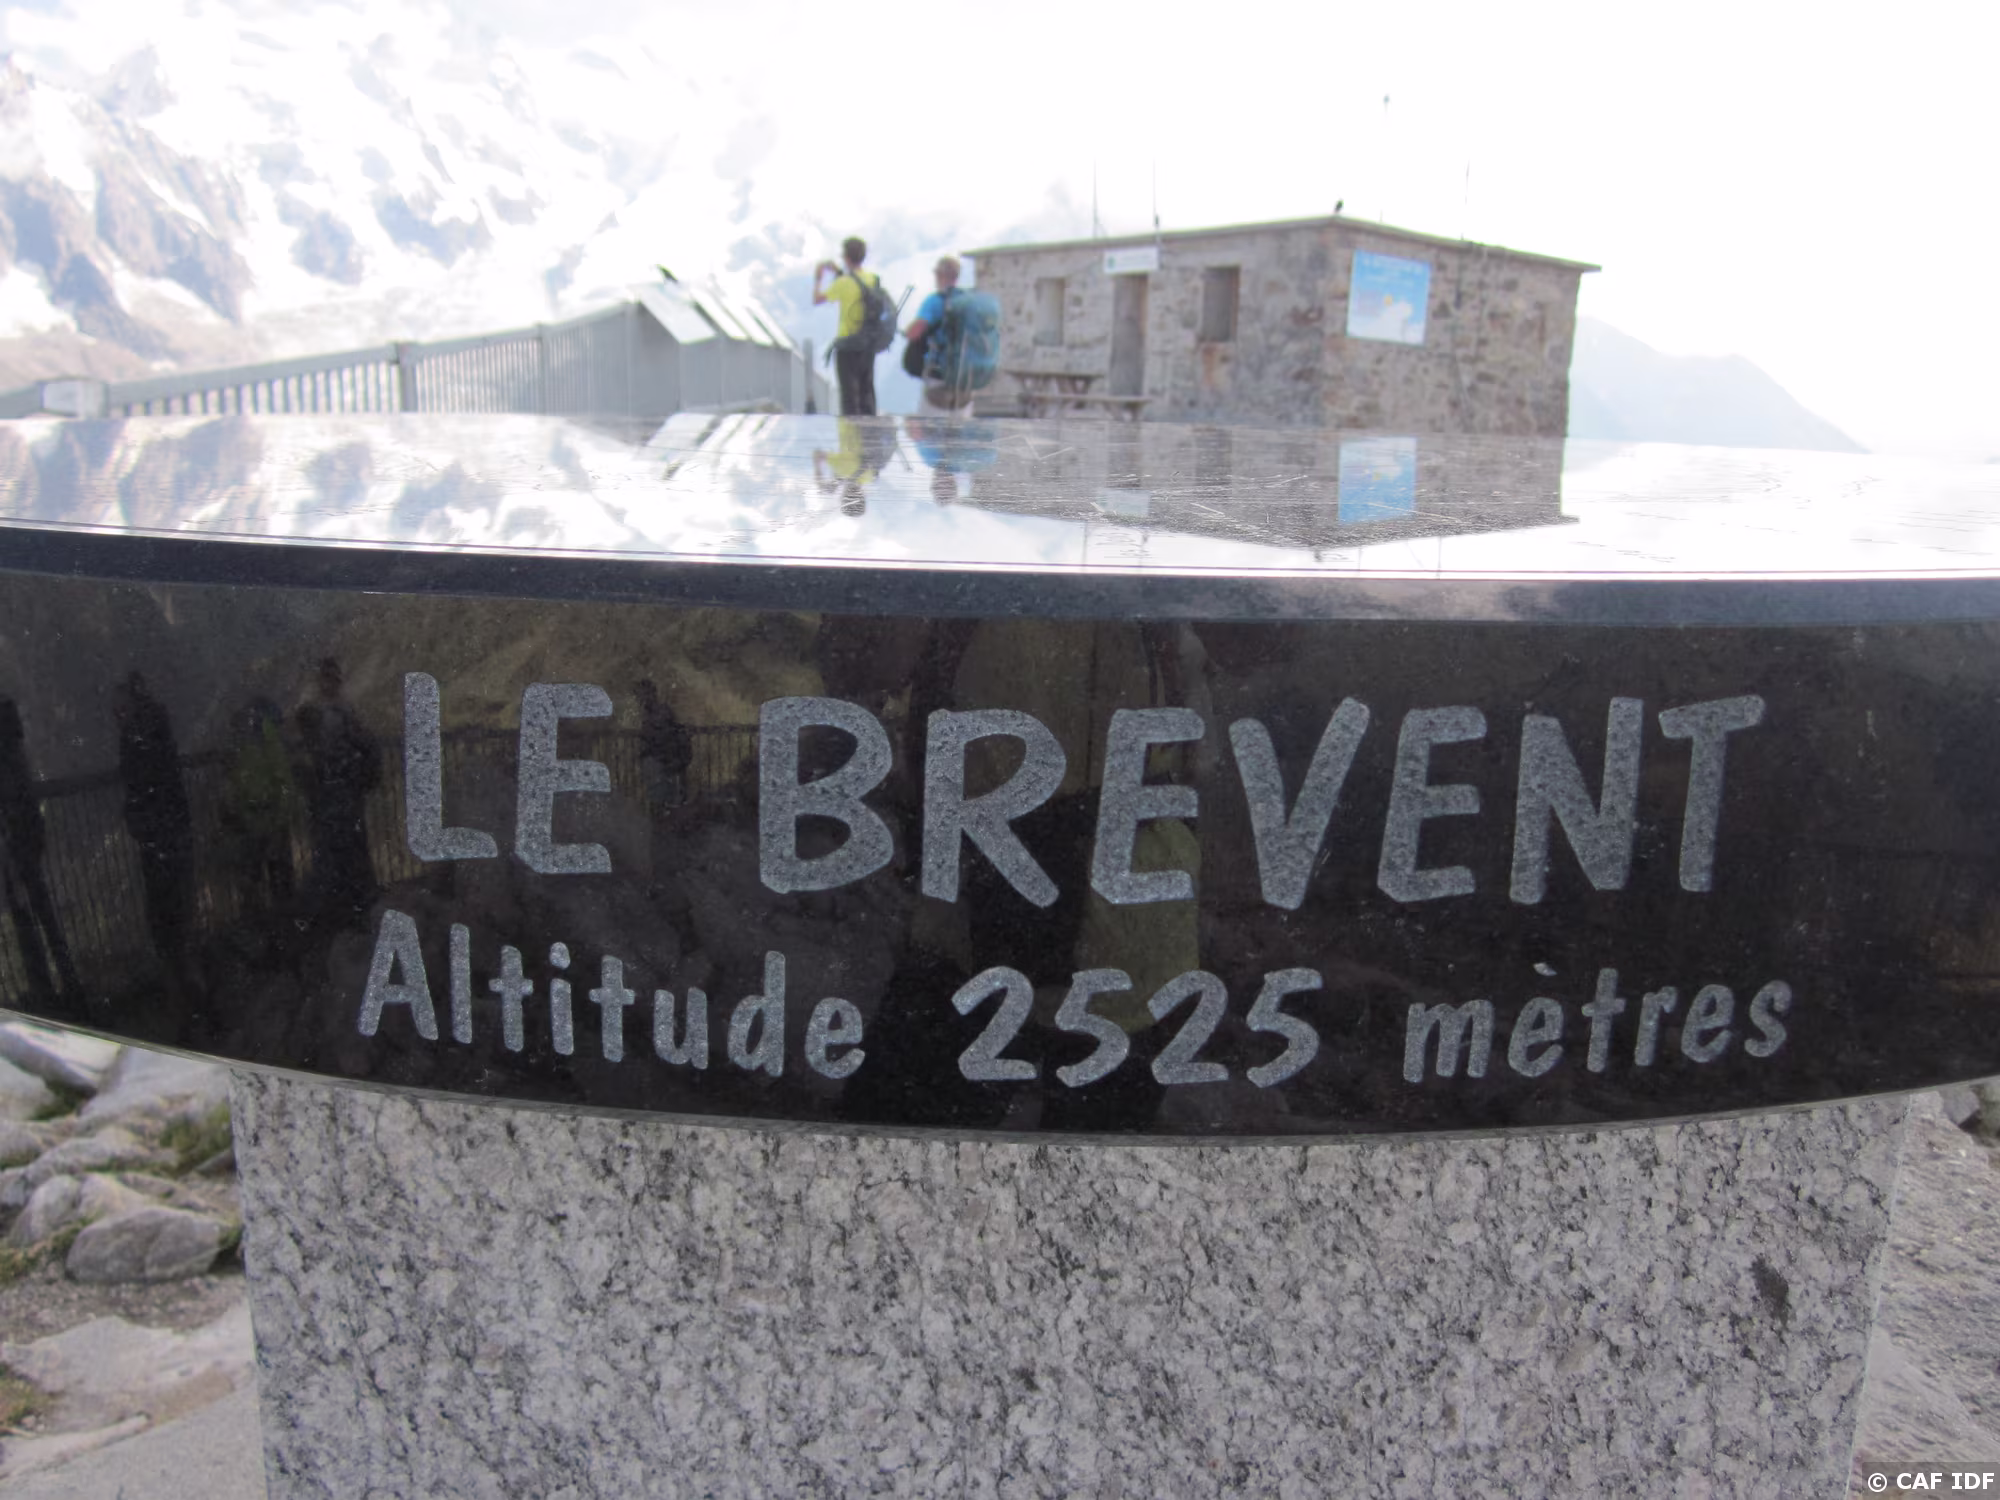 LE BREVENT
Altitude 2525 mètres
© CAF IDF